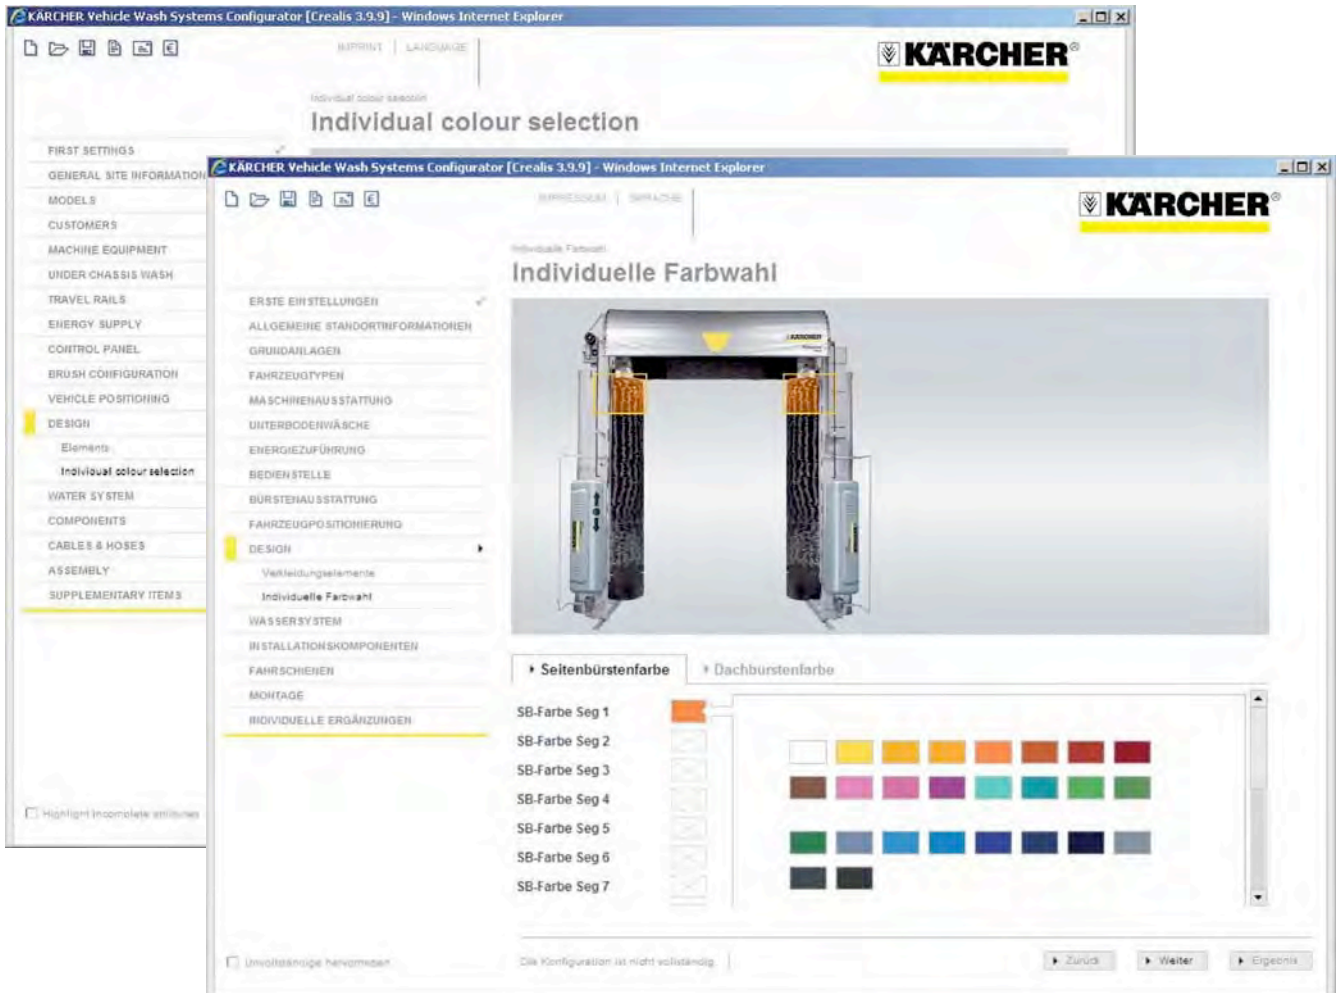 KÄRCHER Vehicle Wash Systems Configurator [Crealis 3.9.9] - Windows Internet Explorer
IMPRINT | LANGUAGE
KÄRCHER®
Individual colour selection
Individual colour selection
FIRST SETTINGS
GENERAL SITE INFORMATION
MODELS
CUSTOMERS
MACHINE EQUIPMENT
UNDER CHASSIS WASH
TRAVEL RAILS
ENERGY SUPPLY
CONTROL PANEL
BRUSH CONFIGURATION
VEHICLE POSITIONING
DESIGN
Elements
Individual colour selection
WATER SYSTEM
COMPONENTS
CABLES & HOSES
ASSEMBLY
SUPPLEMENTARY ITEMS
Highlight incomplete attributes
KÄRCHER Vehicle Wash Systems Configurator [Crealis 3.9.9] - Windows Internet Explorer
IMPRESSUM | SPRACHE
KÄRCHER®
Individuelle Farbwahl
Individuelle Farbwahl
ERSTE EINSTELLUNGEN
ALLGEMEINE STANDORTINFORMATIONEN
GRUNDANLAGEN
FAHRZEUGTYPEN
MASCHINENAUSSTATTUNG
UNTERBODENWÄSCHE
ENERGIEZUFÜHRUNG
BEDIENSTELLE
BÜRSTENAUSSTATTUNG
FAHRZEUGPOSITIONIERUNG
DESIGN
Verkleidungselemente
Individuelle Farbwahl
WASSERSYSTEM
INSTALLATIONSKOMPONENTEN
FAHRSCHIENEN
MONTAGE
INDIVIDUELLE ERGÄNZUNGEN
KÄRCHER
Seitenbürstenfarbe
Dachbürstenfarbe
SB-Farbe Seg 1
SB-Farbe Seg 2
SB-Farbe Seg 3
SB-Farbe Seg 4
SB-Farbe Seg 5
SB-Farbe Seg 6
SB-Farbe Seg 7
Unvollständige hervorheben
Die Konfiguration ist nicht vollständig.
Zurück
Weiter
Ergebnis